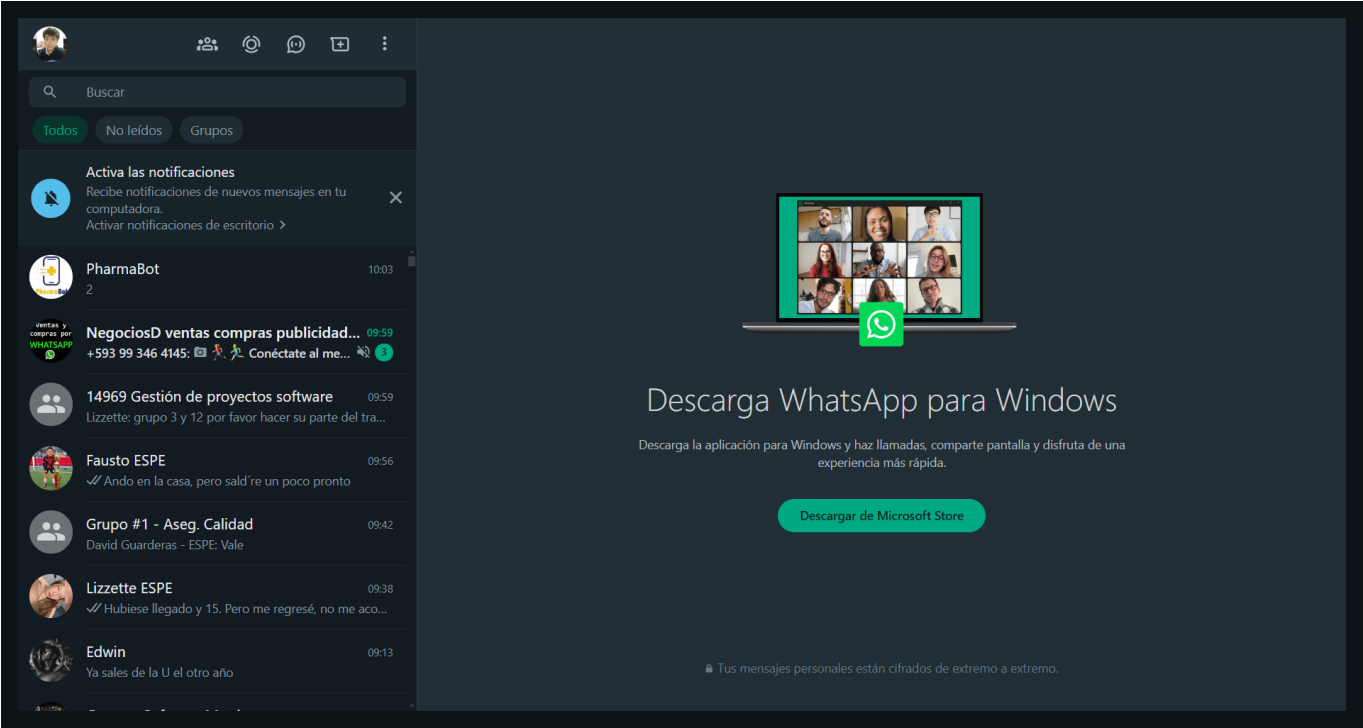 Buscar
Todos
No leídos
Grupos
Activa las notificaciones
Recibe notificaciones de nuevos mensajes en tu
computadora.
Activar notificaciones de escritorio >
PharmaBot 10:03
2
PharmaBot
ventas y
compras por
WHATSAPP
NegociosD ventas compras publicidad... 09:59
+593 99 346 4145: 📷 🏃 🏃 Conéctate al me... 3
14969 Gestión de proyectos software 09:59
Lizzette: grupo 3 y 12 por favor hacer su parte del tra...
Fausto ESPE 09:56
Ando en la casa, pero sald´re un poco pronto
Grupo #1 - Aseg. Calidad 09:42
David Guarderas - ESPE: Vale
Lizzette ESPE 09:38
Hubiese llegado y 15. Pero me regresé, no me aco...
Edwin 09:13
Ya sales de la U el otro año
Descarga WhatsApp para Windows
Descarga la aplicación para Windows y haz llamadas, comparte pantalla y disfruta de una
experiencia más rápida.
Descargar de Microsoft Store
Tus mensajes personales están cifrados de extremo a extremo.